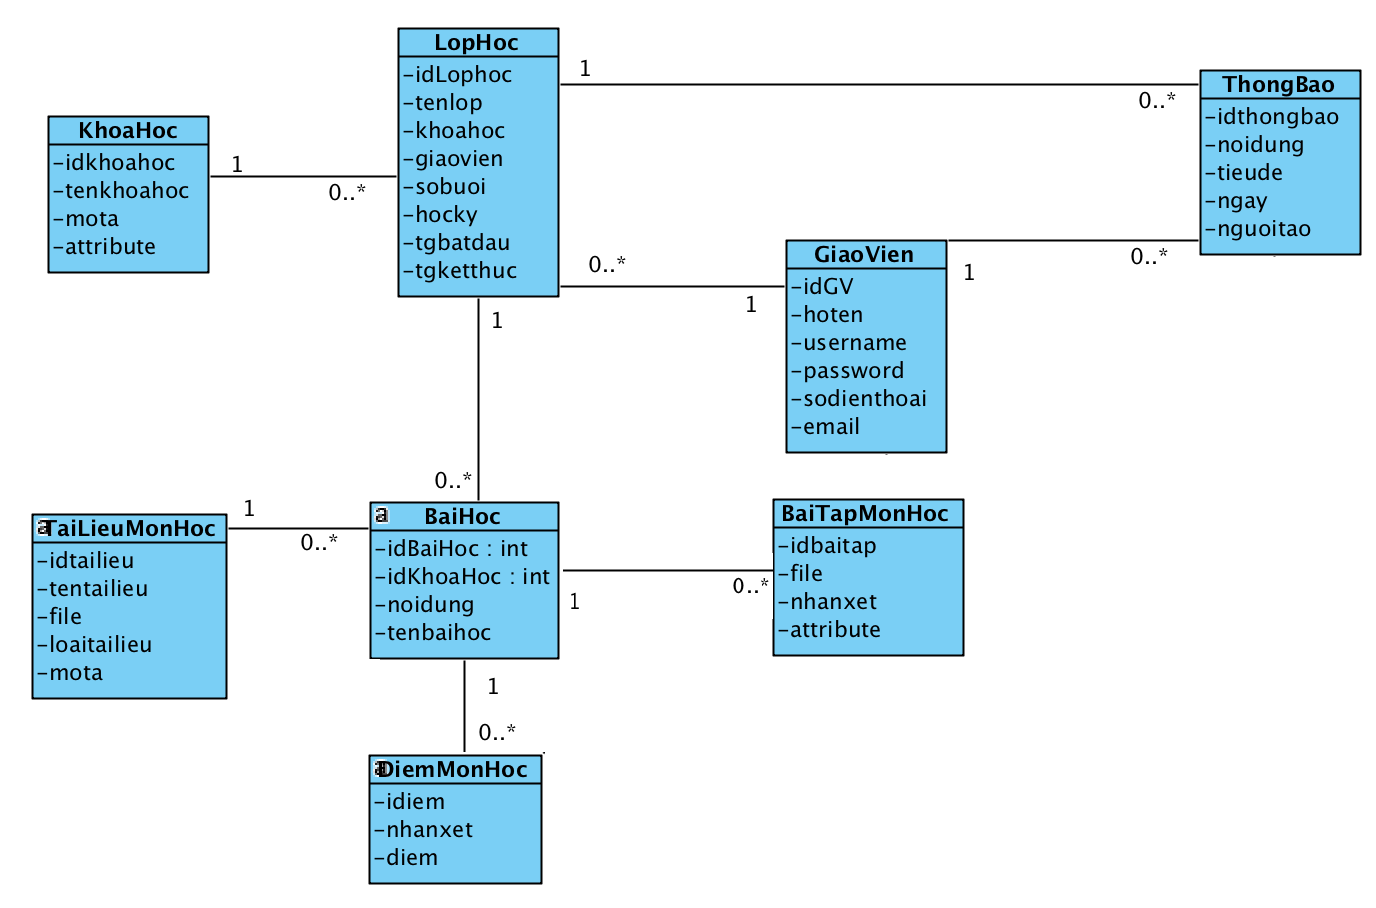 LopHoc
-idLophoc
-tenlop
-khoahoc
-giaovien
-sobuoi
-hocky
-tgbatdau
-tgketthuc
1
0..*
ThongBao
-idthongbao
-noidung
-tieude
-ngay
-nguoitao
KhoaHoc
-idkhoahoc
-tenkhoahoc
-mota
-attribute
1
0..*
0..*
1
GiaoVien
-idGV
-hoten
-username
-password
-sodienthoai
-email
1
0..*
1
0..*
TaiLieuMonHoc
-idtailieu
-tentailieu
-file
-loaitailieu
-mota
1
0..*
a
BaiHoc
-idBaiHoc : int
-idKhoaHoc : int
-noidung
-tenbaihoc
1
0..*
BaiTapMonHoc
-idbaitap
-file
-nhanxet
-attribute
1
0..*
DiemMonHoc
-idiem
-nhanxet
-diem